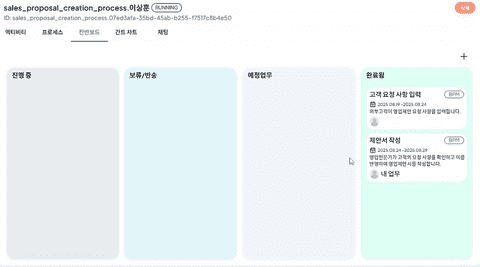 sales_proposal_creation_process.이상훈 RUNNING
삭제
ID: sales_proposal_creation_process.07ed3afa-35bd-45ab-b255-f7517c8b4e50
액티비티 프로세스 칸반보드 간트 차트 채팅
+
진행 중 보류/반송 예정업무 완료됨
고객 요청 사항 입력 BPM
2025.08.19 ~2025.08.24
외부고객이 영업제안 요청 사항을 입력합니다.
제안서 작성 BPM
2025.08.24 ~2025.08.29
영업전문가가 고객의 요청 사항을 확인하고 이를
반영하여 영업제안서를 작성합니다.
내 업무